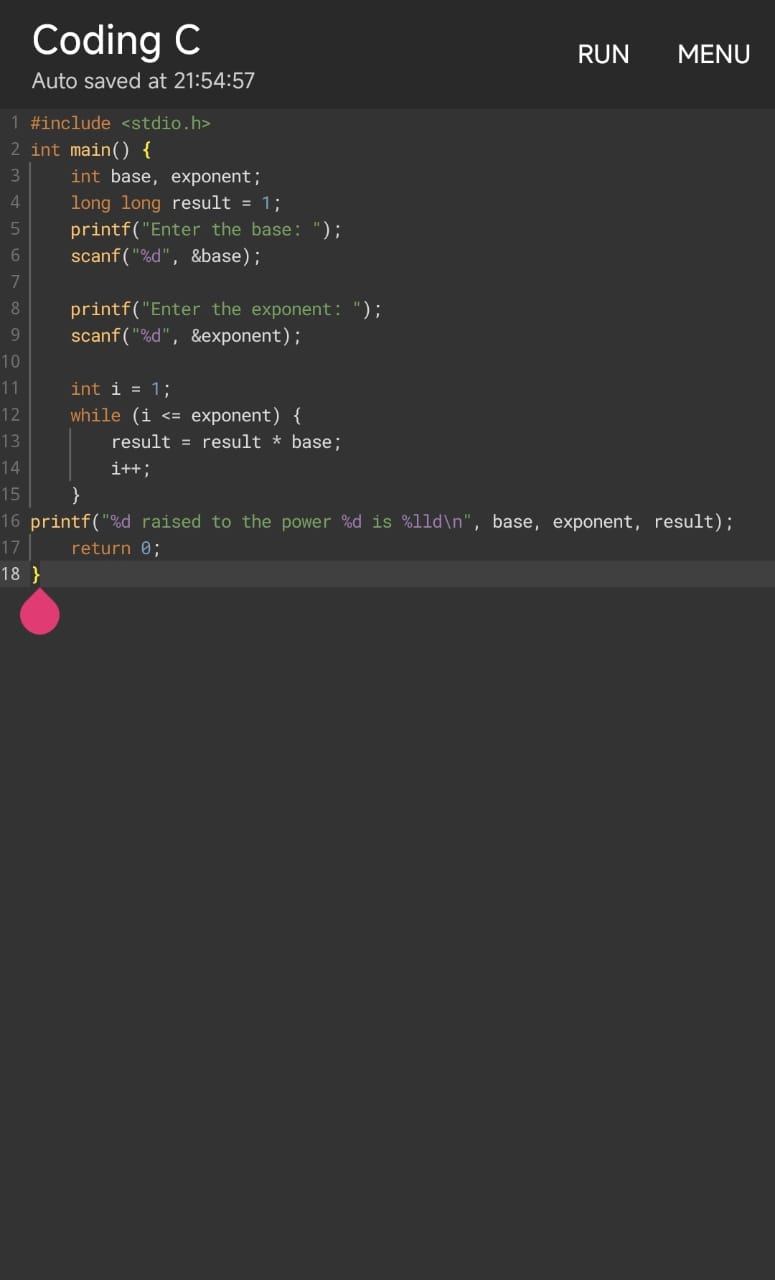 Coding C
RUN MENU
Auto saved at 21:54:57
1 #include <stdio.h>
2 int main() {
3     int base, exponent;
4     long long result = 1;
5     printf("Enter the base: ");
6     scanf("%d", &base);
7
8     printf("Enter the exponent: ");
9     scanf("%d", &exponent);
10
11     int i = 1;
12     while (i <= exponent) {
13         result = result * base;
14         i++;
15     }
16 printf("%d raised to the power %d is %lld\n", base, exponent, result);
17     return 0;
18 }